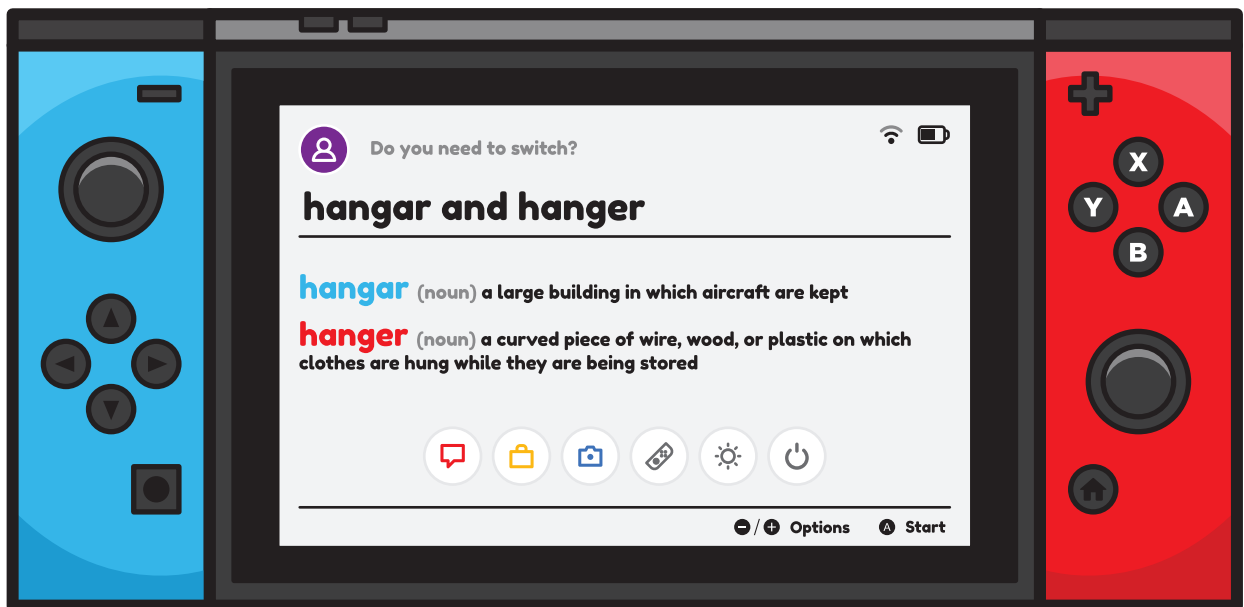 Do you need to switch?
hangar and hanger
hangar (noun) a large building in which aircraft are kept
hanger (noun) a curved piece of wire, wood, or plastic on which
clothes are hung while they are being stored
X
Y A
B
-/+ Options A Start